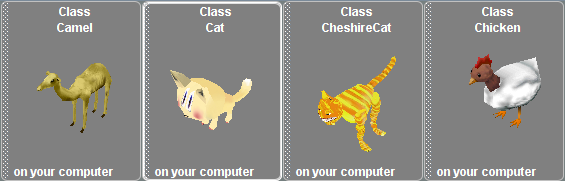 Class
Camel
on your computer
Class
Cat
on your computer
Class
CheshireCat
on your computer
Class
Chicken
on your computer